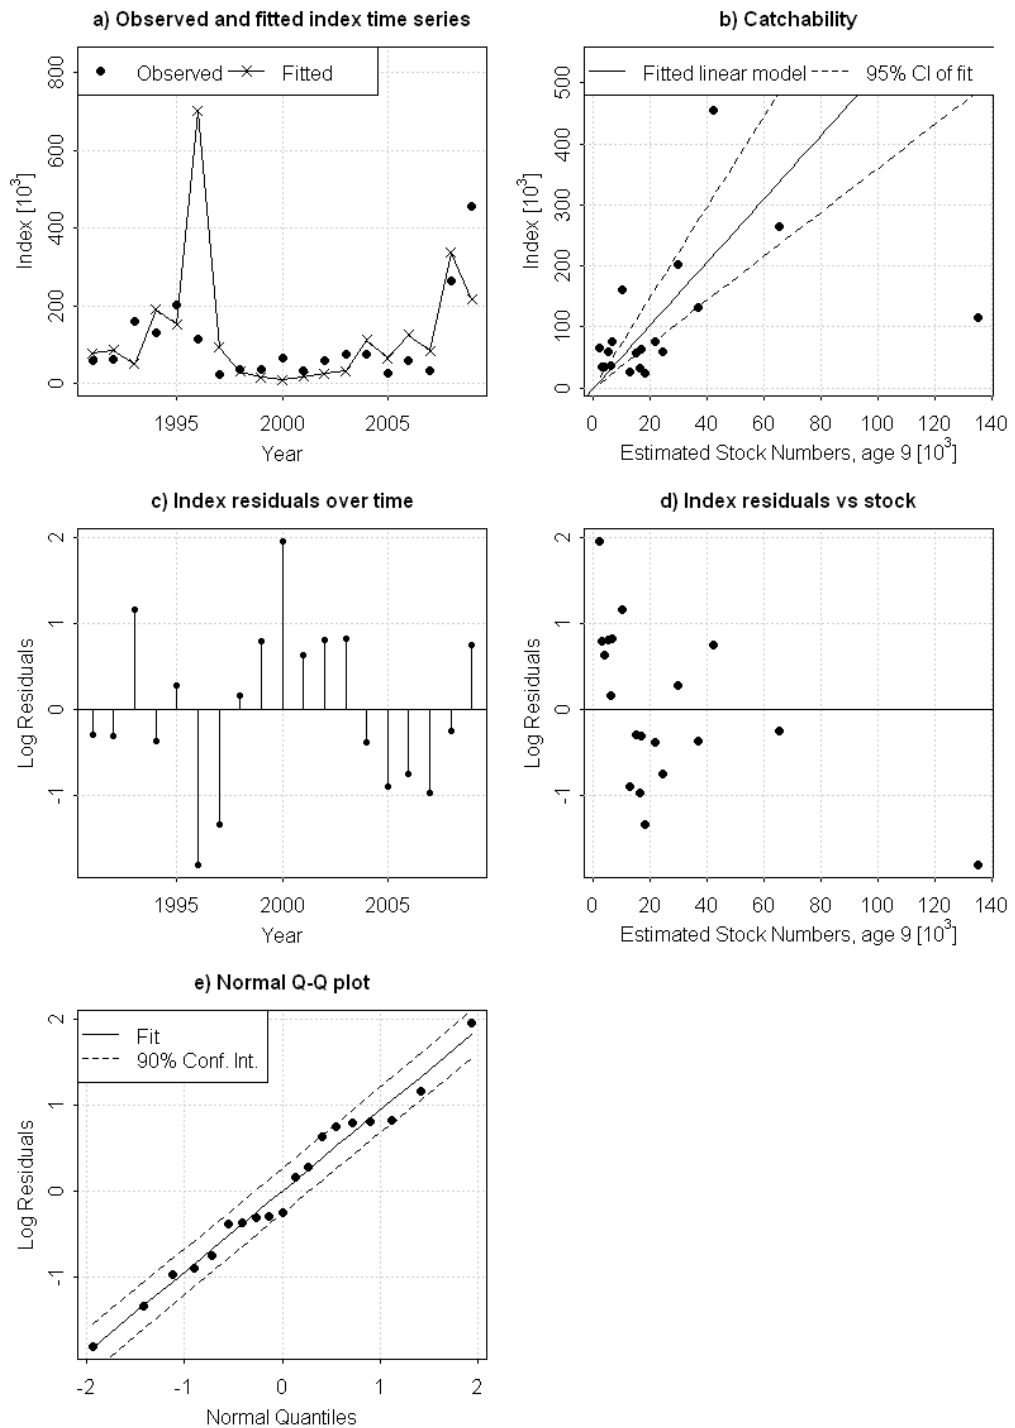 a) Observed and fitted index time series
Observed Fitted
Index [10³]
0 200 400 600 800
1995 2000 2005
Year
b) Catchability
Fitted linear model 95% CI of fit
Index [10³]
0 100 200 300 400 500
0 20 40 60 80 100 120 140
Estimated Stock Numbers, age 9 [10³]
c) Index residuals over time
Log Residuals
-1 0 1 2
1995 2000 2005
Year
d) Index residuals vs stock
Log Residuals
-1 0 1 2
0 20 40 60 80 100 120 140
Estimated Stock Numbers, age 9 [10³]
e) Normal Q-Q plot
Fit
90% Conf. Int.
Log Residuals
-1 0 1 2
-2 -1 0 1 2
Normal Quantiles